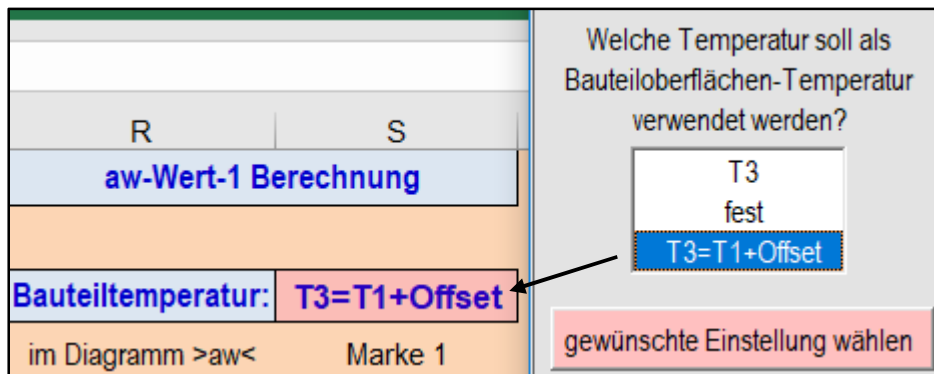 R S
aw-Wert-1 Berechnung
Bauteiltemperatur: T3=T1+Offset
im Diagramm >aw< Marke 1
Welche Temperatur soll als
Bauteiloberflächen-Temperatur
verwendet werden?
T3
fest
T3=T1+Offset
gewünschte Einstellung wählen